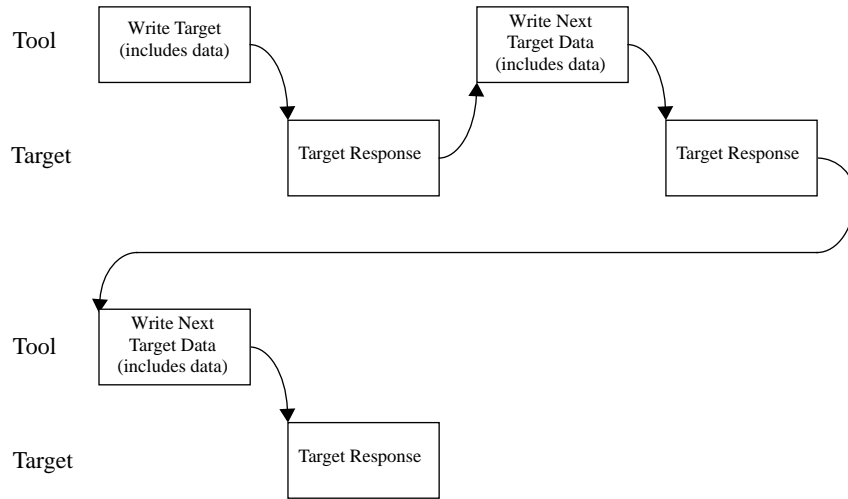 Tool
Write Target
(includes data)
Write Next
Target Data
(includes data)
Target
Target Response
Target Response
Tool
Write Next
Target Data
(includes data)
Target
Target Response